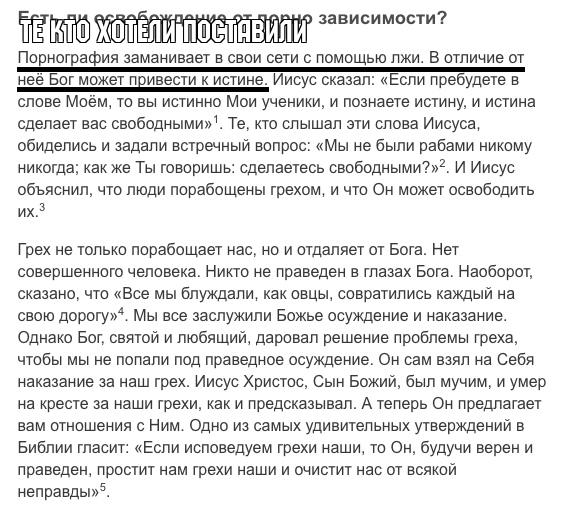 Есть ли освобождение от порно зависимости?
ТЕ КТО ХОТЕЛИ ПОСТАВИЛИ
Порнография заманивает в свои сети с помощью лжи. В отличие от
неё Бог может привести к истине. Иисус сказал: «Если пребудете в
слове Моём, то вы истинно Мои ученики, и познаете истину, и истина
сделает вас свободными»¹. Те, кто слышал эти слова Иисуса,
обиделись и задали встречный вопрос: «Мы не были рабами никому
никогда; как же Ты говоришь: сделаетесь свободными?»². И Иисус
объяснил, что люди порабощены грехом, и что Он может освободить
их.³
Грех не только порабощает нас, но и отдаляет от Бога. Нет
совершенного человека. Никто не праведен в глазах Бога. Наоборот,
сказано, что «Все мы блуждали, как овцы, совратились каждый на
свою дорогу»⁴. Мы все заслужили Божье осуждение и наказание.
Однако Бог, святой и любящий, даровал решение проблемы греха,
чтобы мы не попали под праведное осуждение. Он сам взял на Себя
наказание за наш грех. Иисус Христос, Сын Божий, был мучим, и умер
на кресте за наши грехи, как и предсказывал. А теперь Он предлагает
вам отношения с Ним. Одно из самых удивительных утверждений в
Библии гласит: «Если исповедуем грехи наши, то Он, будучи верен и
праведен, простит нам грехи наши и очистит нас от всякой
неправды»⁵.